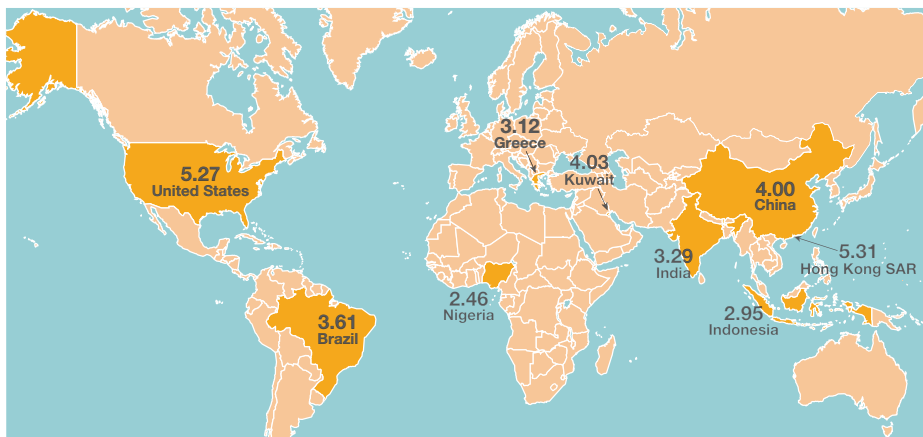 3.12
Greece
4.03
Kuwait
5.27
United States
4.00
China
5.31
Hong Kong SAR
3.29
India
2.46
Nigeria
2.95
Indonesia
3.61
Brazil